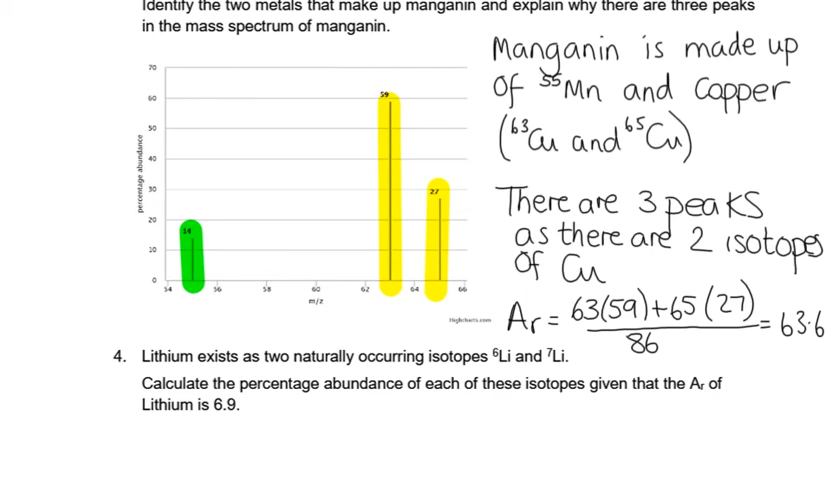 Identify the two metals that make up manganin and explain why there are three peaks
in the mass spectrum of manganin.
70
60
50
40
30
20
10
0
percentage abundance
14
59
27
54
56
58
60
62
64
66
m/z
Highcharts.com
Manganin is made up
of ⁵⁵Mn and Copper
(⁶³Cu and ⁶⁵Cu)
There are 3 peaks
as there are 2 isotopes
of Cu
Ar = 63(59)+65(27) = 63.6
86
4. Lithium exists as two naturally occurring isotopes ⁶Li and ⁷Li.
Calculate the percentage abundance of each of these isotopes given that the Ar of
Lithium is 6.9.